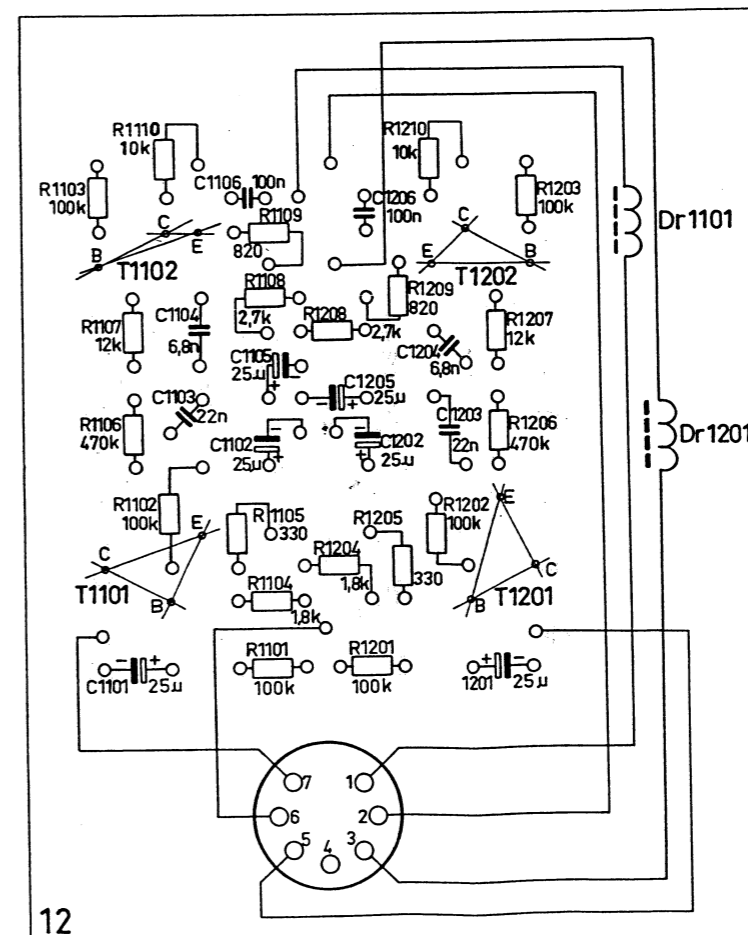 R1110
10k
R1210
10k
R1103
100k
C1106
100n
C1206
100n
R1203
100k
Dr1101
R1109
820
C
E
B
T1102
C
E
B
T1202
R1108
2,7k
R1209
820
R1107
12k
C1104
6,8n
R1208
2,7k
C1204
6,8n
R1207
12k
C1105
25µ
+
-
C1205
25µ
-
+
C1103
22n
R1106
470k
C1102
25µ
-
+
C1202
25µ
-
+
C1203
22n
R1206
470k
Dr1201
R1102
100k
R1105
330
R1205
330
R1202
100k
E
C
B
T1101
R1204
1,8k
E
C
B
T1201
R1104
1,8k
C1101
- +
25µ
R1101
100k
R1201
100k
1201
+ -
25µ
7
1
6
2
5
4
3
12